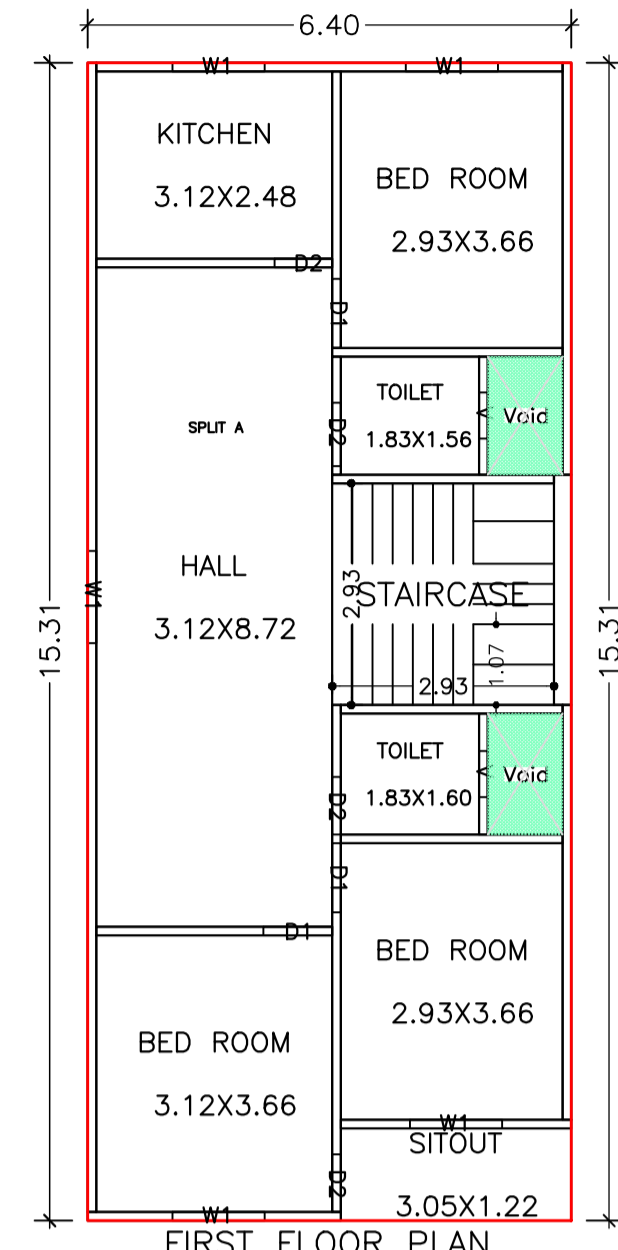 6.40
W1
W1
KITCHEN
3.12X2.48
BED ROOM
2.93X3.66
D2
D1
15.31
15.31
TOILET
1.83X1.56
V
Void
D2
SPLIT A
HALL
3.12X8.72
W1
2.93
STAIRCASE
1.07
2.93
TOILET
1.83X1.60
V
Void
D2
D1
D1
BED ROOM
2.93X3.66
BED ROOM
3.12X3.66
W1
SITOUT
3.05X1.22
D2
W1
FIRST FLOOR PLAN